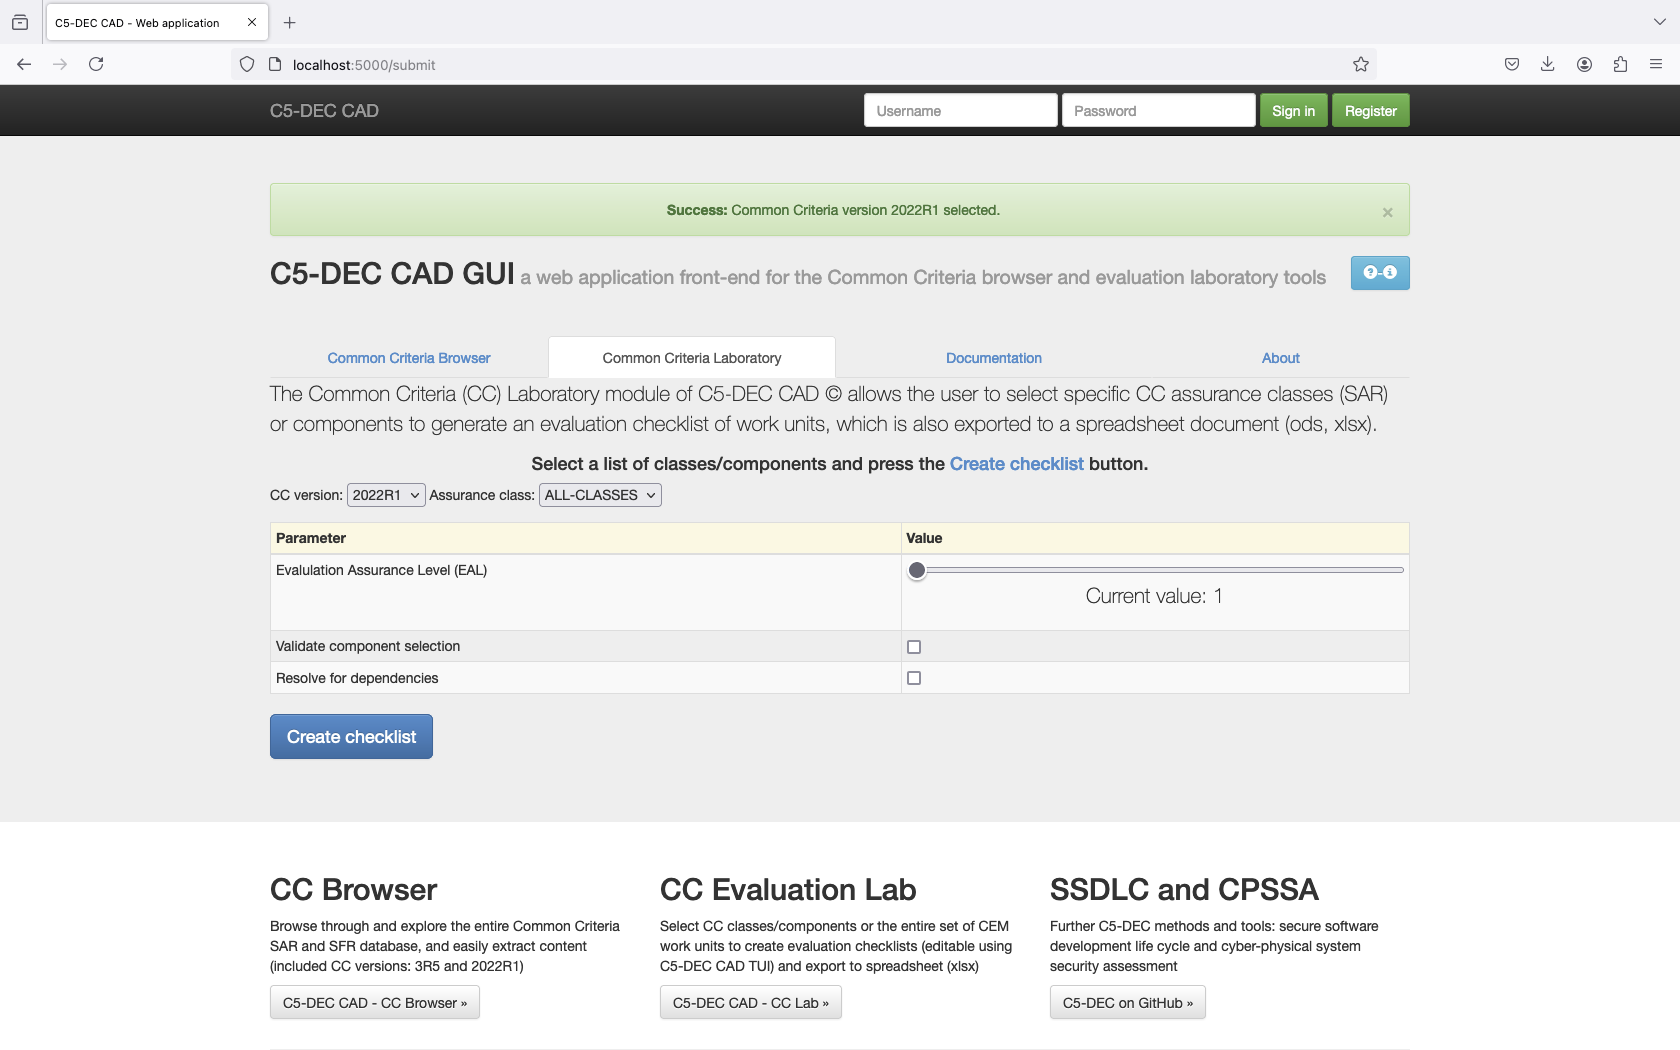 C5-DEC CAD - Web application
localhost:5000/submit
C5-DEC CAD
Username
Password
Sign in
Register
Success: Common Criteria version 2022R1 selected.
×
C5-DEC CAD GUI a web application front-end for the Common Criteria browser and evaluation laboratory tools
Common Criteria Browser
Common Criteria Laboratory
Documentation
About
The Common Criteria (CC) Laboratory module of C5-DEC CAD © allows the user to select specific CC assurance classes (SAR)
or components to generate an evaluation checklist of work units, which is also exported to a spreadsheet document (ods, xlsx).
Select a list of classes/components and press the Create checklist button.
CC version: 2022R1 Assurance class: ALL-CLASSES
Parameter
Value
Evalulation Assurance Level (EAL)
Current value: 1
Validate component selection
Resolve for dependencies
Create checklist
CC Browser
Browse through and explore the entire Common Criteria
SAR and SFR database, and easily extract content
(included CC versions: 3R5 and 2022R1)
C5-DEC CAD - CC Browser »
CC Evaluation Lab
Select CC classes/components or the entire set of CEM
work units to create evaluation checklists (editable using
C5-DEC CAD TUI) and export to spreadsheet (xlsx)
C5-DEC CAD - CC Lab »
SSDLC and CPSSA
Further C5-DEC methods and tools: secure software
development life cycle and cyber-physical system
security assessment
C5-DEC on GitHub »